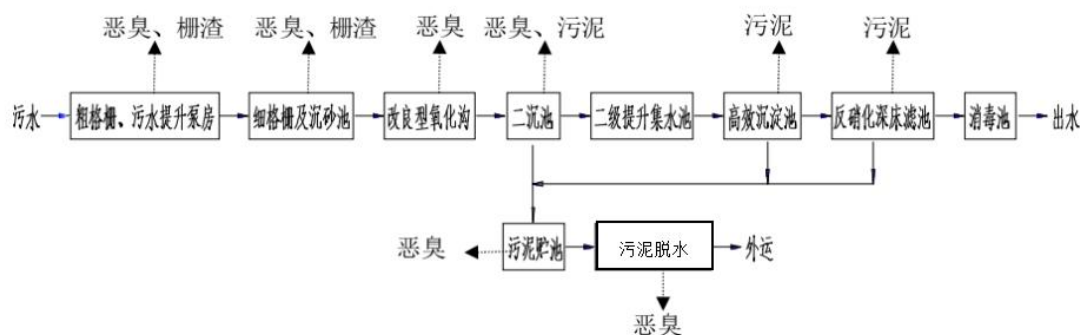 恶臭、栅渣
恶臭、栅渣
恶臭
恶臭、污泥
污泥
污泥
污水
粗格栅、污水提升泵房
细格栅及沉砂池
改良型氧化沟
二沉池
二级提升集水池
高效沉淀池
反硝化深床滤池
消毒池
出水
恶臭
污泥贮池
污泥脱水
外运
恶臭